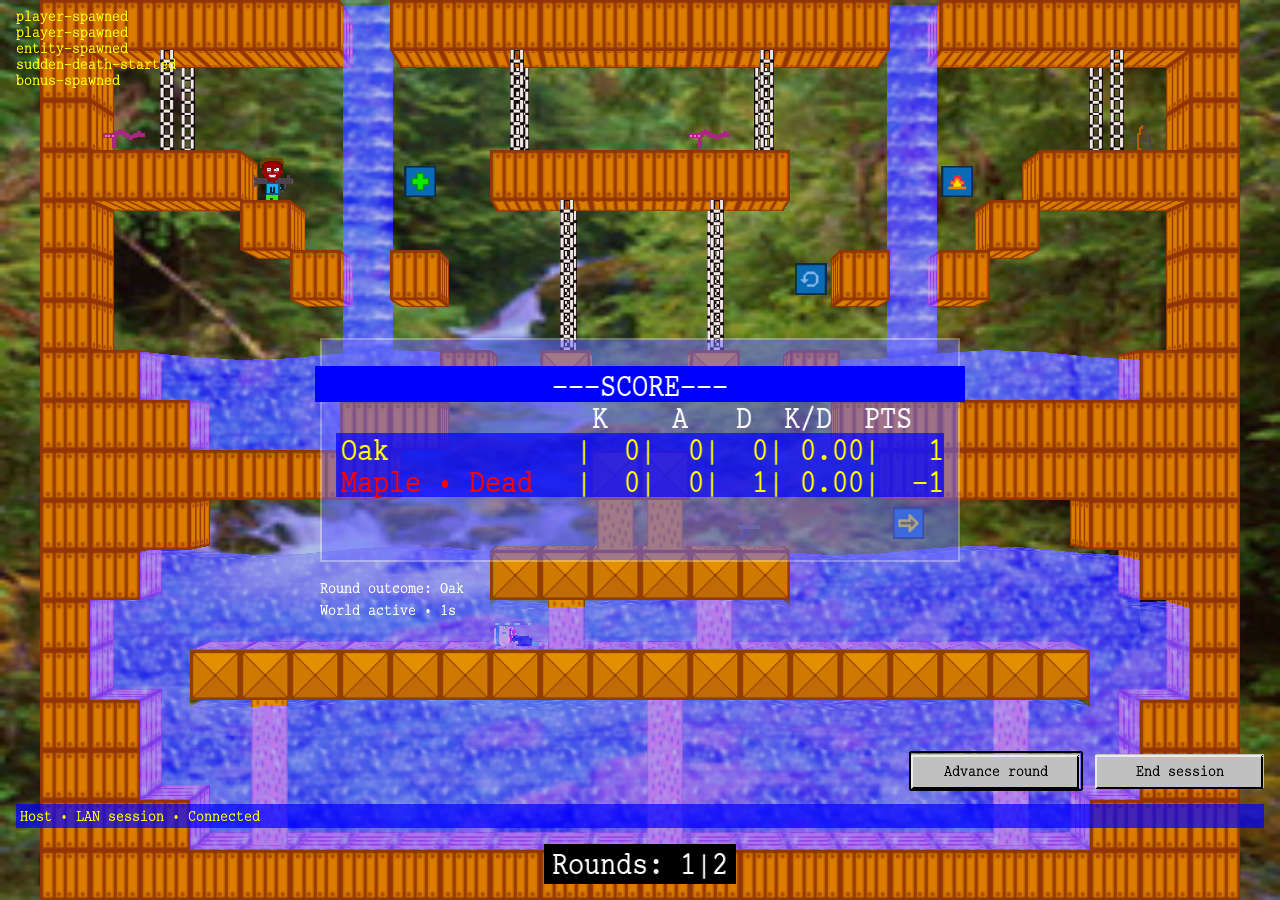 player-spawned
player-spawned
entity-spawned
sudden-death-started
bonus-spawned
---SCORE---
K A D K/D PTS
Oak | 0| 0| 0| 0.00| 1
Maple • Dead | 0| 0| 1| 0.00| -1
Round outcome: Oak
World active • 1s
Advance round
End session
Host • LAN session • Connected
Rounds: 1|2